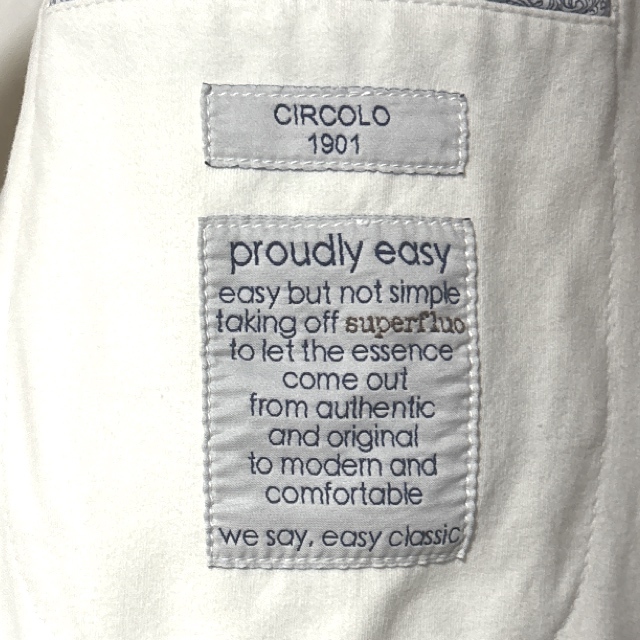 CIRCOLO
1901
proudly easy
easy but not simple
taking off superfluo
to let the essence
come out
from authentic
and original
to modern and
comfortable
we say, easy classic